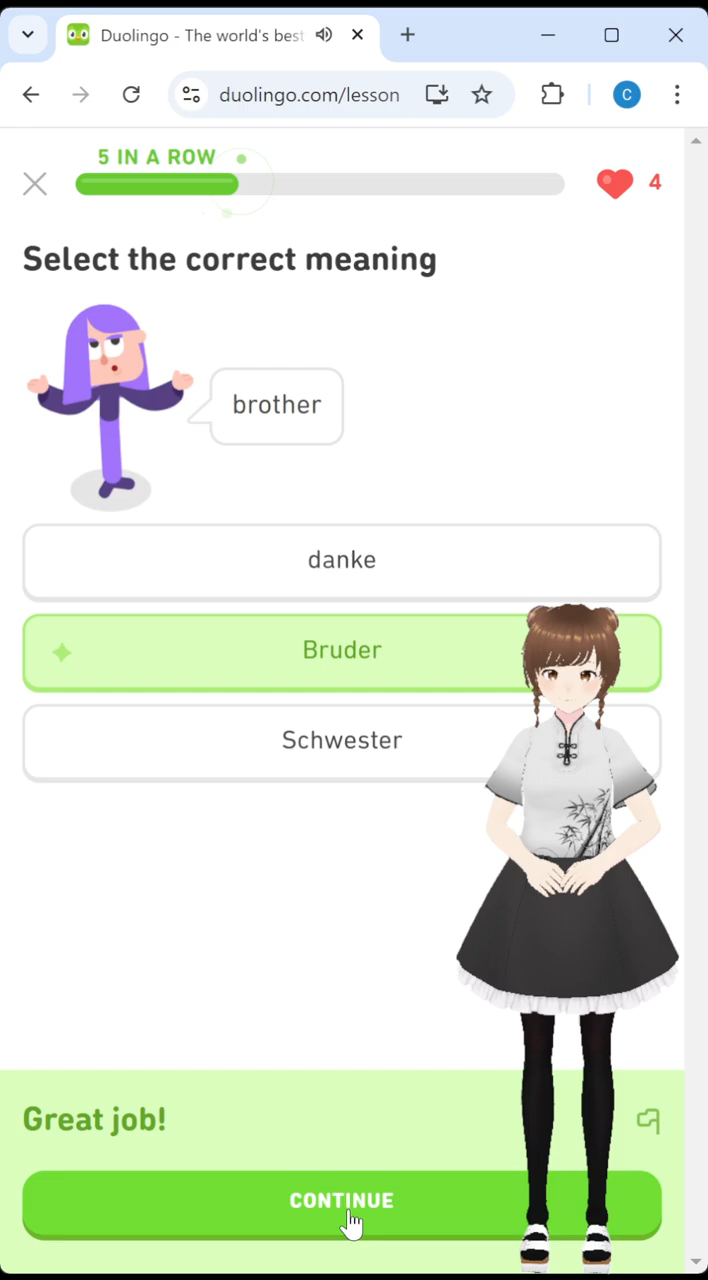 Duolingo - The world's best
duolingo.com/lesson
C
5 IN A ROW
4
Select the correct meaning
brother
danke
Bruder
Schwester
Great job!
CONTINUE